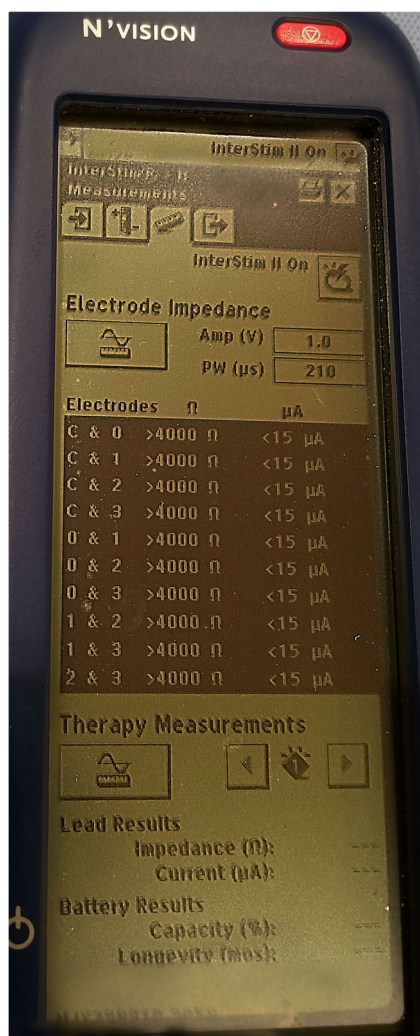 N'VISION
InterStim II On
InterStim® II
Measurements
InterStim II On
Electrode Impedance
Amp (V) 1.0
PW (µs) 210
Electrodes Ω µA
C & 0 >4000 Ω <15 µA
C & 1 >4000 Ω <15 µA
C & 2 >4000 Ω <15 µA
C & 3 >4000 Ω <15 µA
0 & 1 >4000 Ω <15 µA
0 & 2 >4000 Ω <15 µA
0 & 3 >4000 Ω <15 µA
1 & 2 >4000 Ω <15 µA
1 & 3 >4000 Ω <15 µA
2 & 3 >4000 Ω <15 µA
Therapy Measurements
1
Lead Results
Impedance (Ω): ---
Current (µA): ---
Battery Results
Capacity (%): ---
Longevity (mos): ---